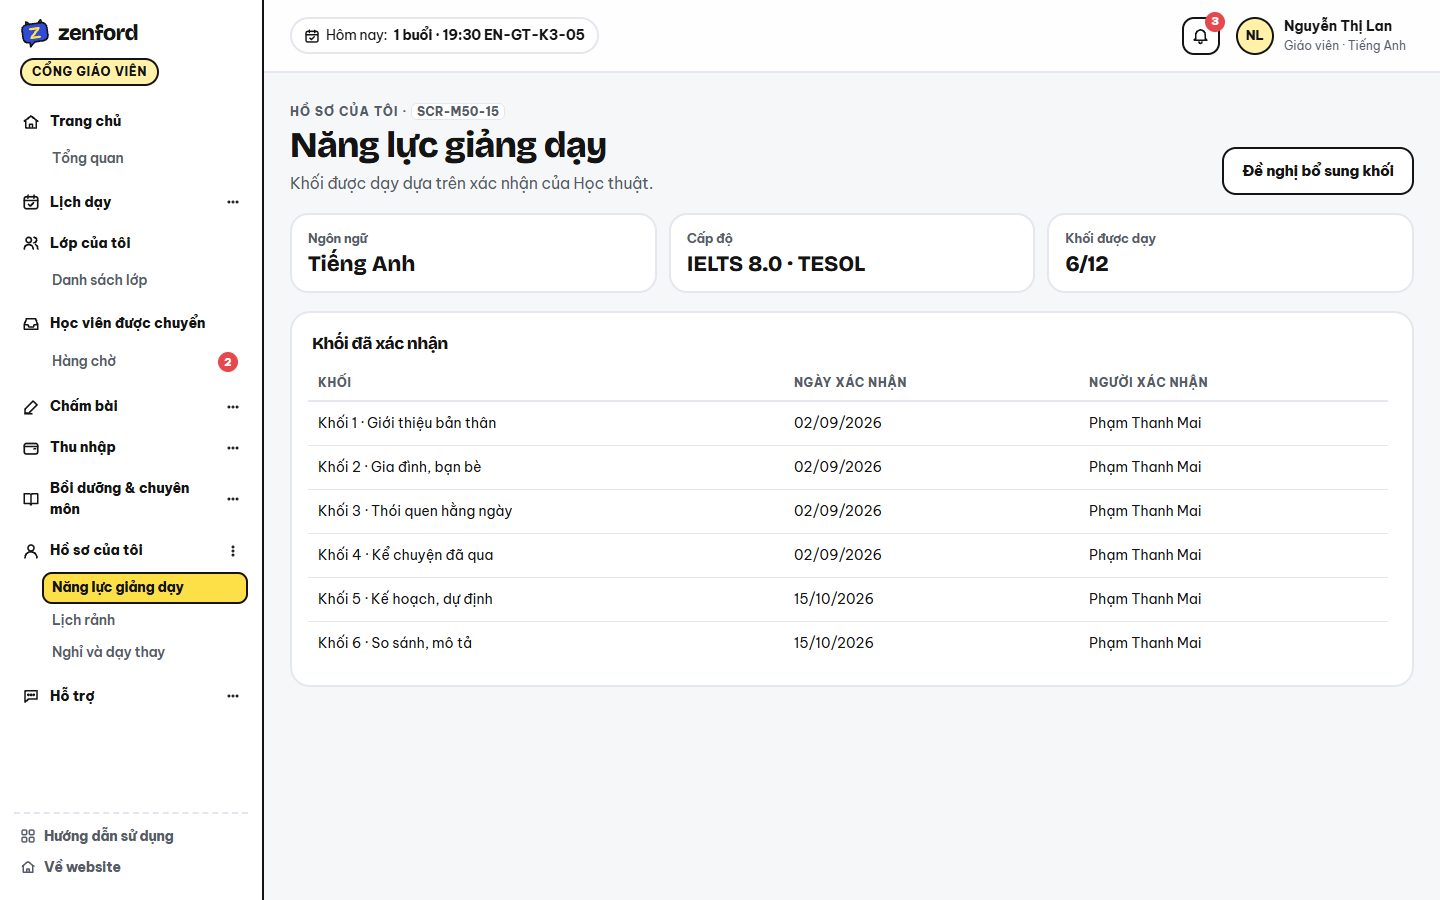 zenford
CỔNG GIÁO VIÊN
Trang chủ
Tổng quan
Lịch dạy
Lớp của tôi
Danh sách lớp
Học viên được chuyển
Hàng chờ
2
Chấm bài
Thu nhập
Bồi dưỡng & chuyên
môn
Hồ sơ của tôi
Năng lực giảng dạy
Lịch rảnh
Nghỉ và dạy thay
Hỗ trợ
Hướng dẫn sử dụng
Về website
Hôm nay: 1 buổi · 19:30 EN-GT-K3-05
3
NL
Nguyễn Thị Lan
Giáo viên · Tiếng Anh
HỒ SƠ CỦA TÔI · SCR-M50-15
Năng lực giảng dạy
Khối được dạy dựa trên xác nhận của Học thuật.
Đề nghị bổ sung khối
Ngôn ngữ
Tiếng Anh
Cấp độ
IELTS 8.0 · TESOL
Khối được dạy
6/12
Khối đã xác nhận
KHỐI NGÀY XÁC NHẬN NGƯỜI XÁC NHẬN
Khối 1 · Giới thiệu bản thân 02/09/2026 Phạm Thanh Mai
Khối 2 · Gia đình, bạn bè 02/09/2026 Phạm Thanh Mai
Khối 3 · Thói quen hằng ngày 02/09/2026 Phạm Thanh Mai
Khối 4 · Kể chuyện đã qua 02/09/2026 Phạm Thanh Mai
Khối 5 · Kế hoạch, dự định 15/10/2026 Phạm Thanh Mai
Khối 6 · So sánh, mô tả 15/10/2026 Phạm Thanh Mai